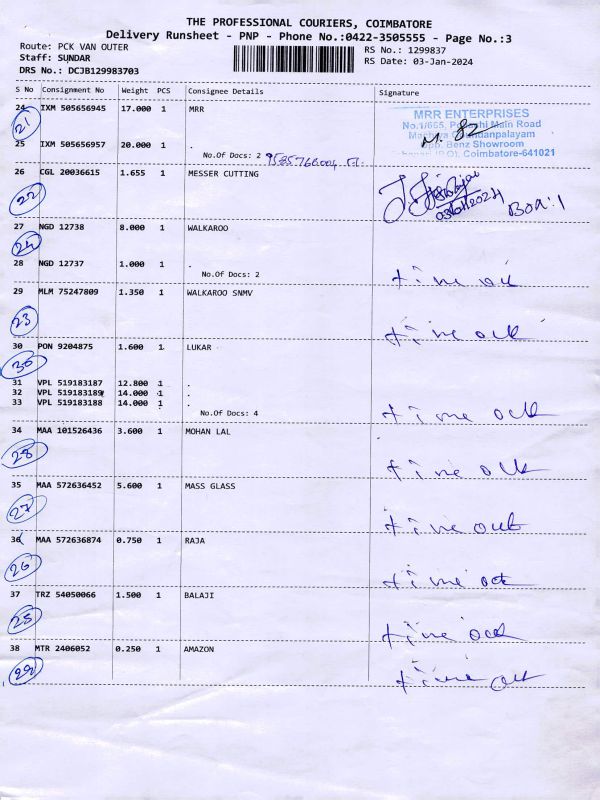 THE PROFESSIONAL COURIERS, COIMBATORE
Delivery Runsheet - PNP - Phone No.:0422-3505555 - Page No.:3
Route: PCK VAN OUTER
RS No.: 1299837
Staff: SUNDAR
RS Date: 03-Jan-2024
DRS No.: DCJB129983703
S No Consignment No Weight PCS Consignee Details Signature
24 IXM 505656945 17.000 1 MRR
21
MRR ENTERPRISES
No.1/665, Main Road
Benz Showroom
Coimbatore-641021
25 IXM 505656957 20.000 1 .
No.Of Docs: 2
26 CGL 20036615 1.655 1 MESSER CUTTING
22
03/01/2024
27 NGD 12738 8.000 1 WALKAROO
24
28 NGD 12737 1.000 1 .
No.Of Docs: 2
time out
29 MLM 75247809 1.350 1 WALKAROO SNMV
23
time out
30 PON 9204875 1.600 1 LUKAR
30
31 VPL 519183187 12.800 1 .
32 VPL 519183189 14.000 1 .
33 VPL 519183188 14.000 1 .
No.Of Docs: 4
time out
34 MAA 101526436 3.600 1 MOHAN LAL
28
time out
35 MAA 572636452 5.600 1 MASS GLASS
27
time out
36 MAA 572636874 0.750 1 RAJA
26
time out
37 TRZ 54050066 1.500 1 BALAJI
25
time out
38 MTR 2406052 0.250 1 AMAZON
29
time out